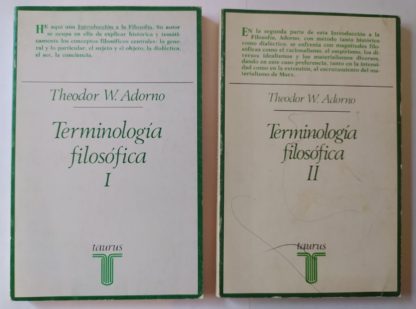 HE aquí una Introducción a la Filosofía. Su autor
se ocupa en ella de explicar histórica y temáti-
camente los conceptos filosóficos centrales: lo gene-
ral y lo particular, el sujeto y el objeto, la dialéctica,
el ser, la conciencia.
Theodor W. Adorno
Terminología
filosófica
I
taurus
EN la segunda parte de esta Introducción a la
Filosofía, Adorno, con método tanto histórico
como dialéctico, se enfrenta con magnitudes filo-
sóficas como el racionalismo, el empirismo, los di-
versos idealismos y los materialismos diversos,
dando en este caso preferencia, tanto en la intensi-
dad como en la extensión, al enraizamiento del ma-
terialismo de Marx.
Theodor W. Adorno
Terminología
filosófica
II
taurus